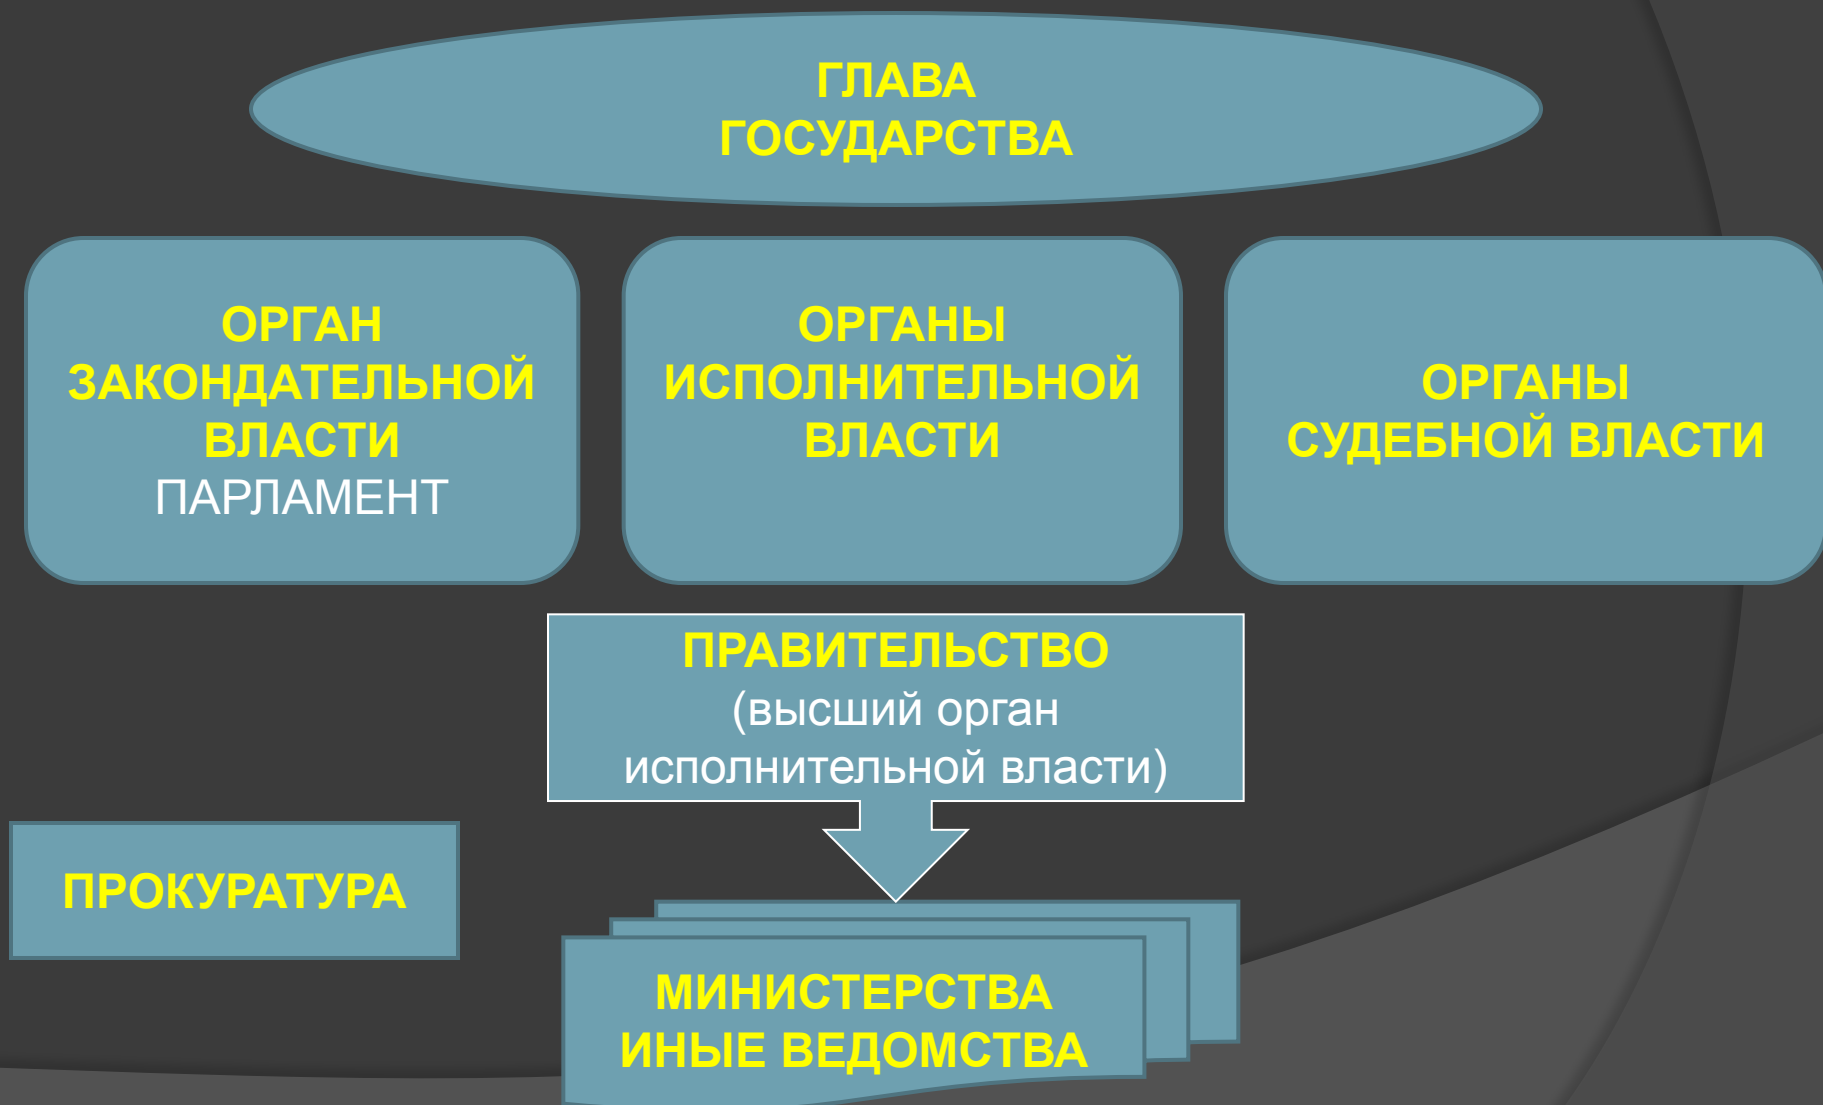 ГЛАВА
ГОСУДАРСТВА
ОРГАН
ЗАКОНДАТЕЛЬНОЙ
ВЛАСТИ
ПАРЛАМЕНТ
ОРГАНЫ
ИСПОЛНИТЕЛЬНОЙ
ВЛАСТИ
ОРГАНЫ
СУДЕБНОЙ ВЛАСТИ
ПРАВИТЕЛЬСТВО
(высший орган
исполнительной власти)
ПРОКУРАТУРА
МИНИСТЕРСТВА
ИНЫЕ ВЕДОМСТВА